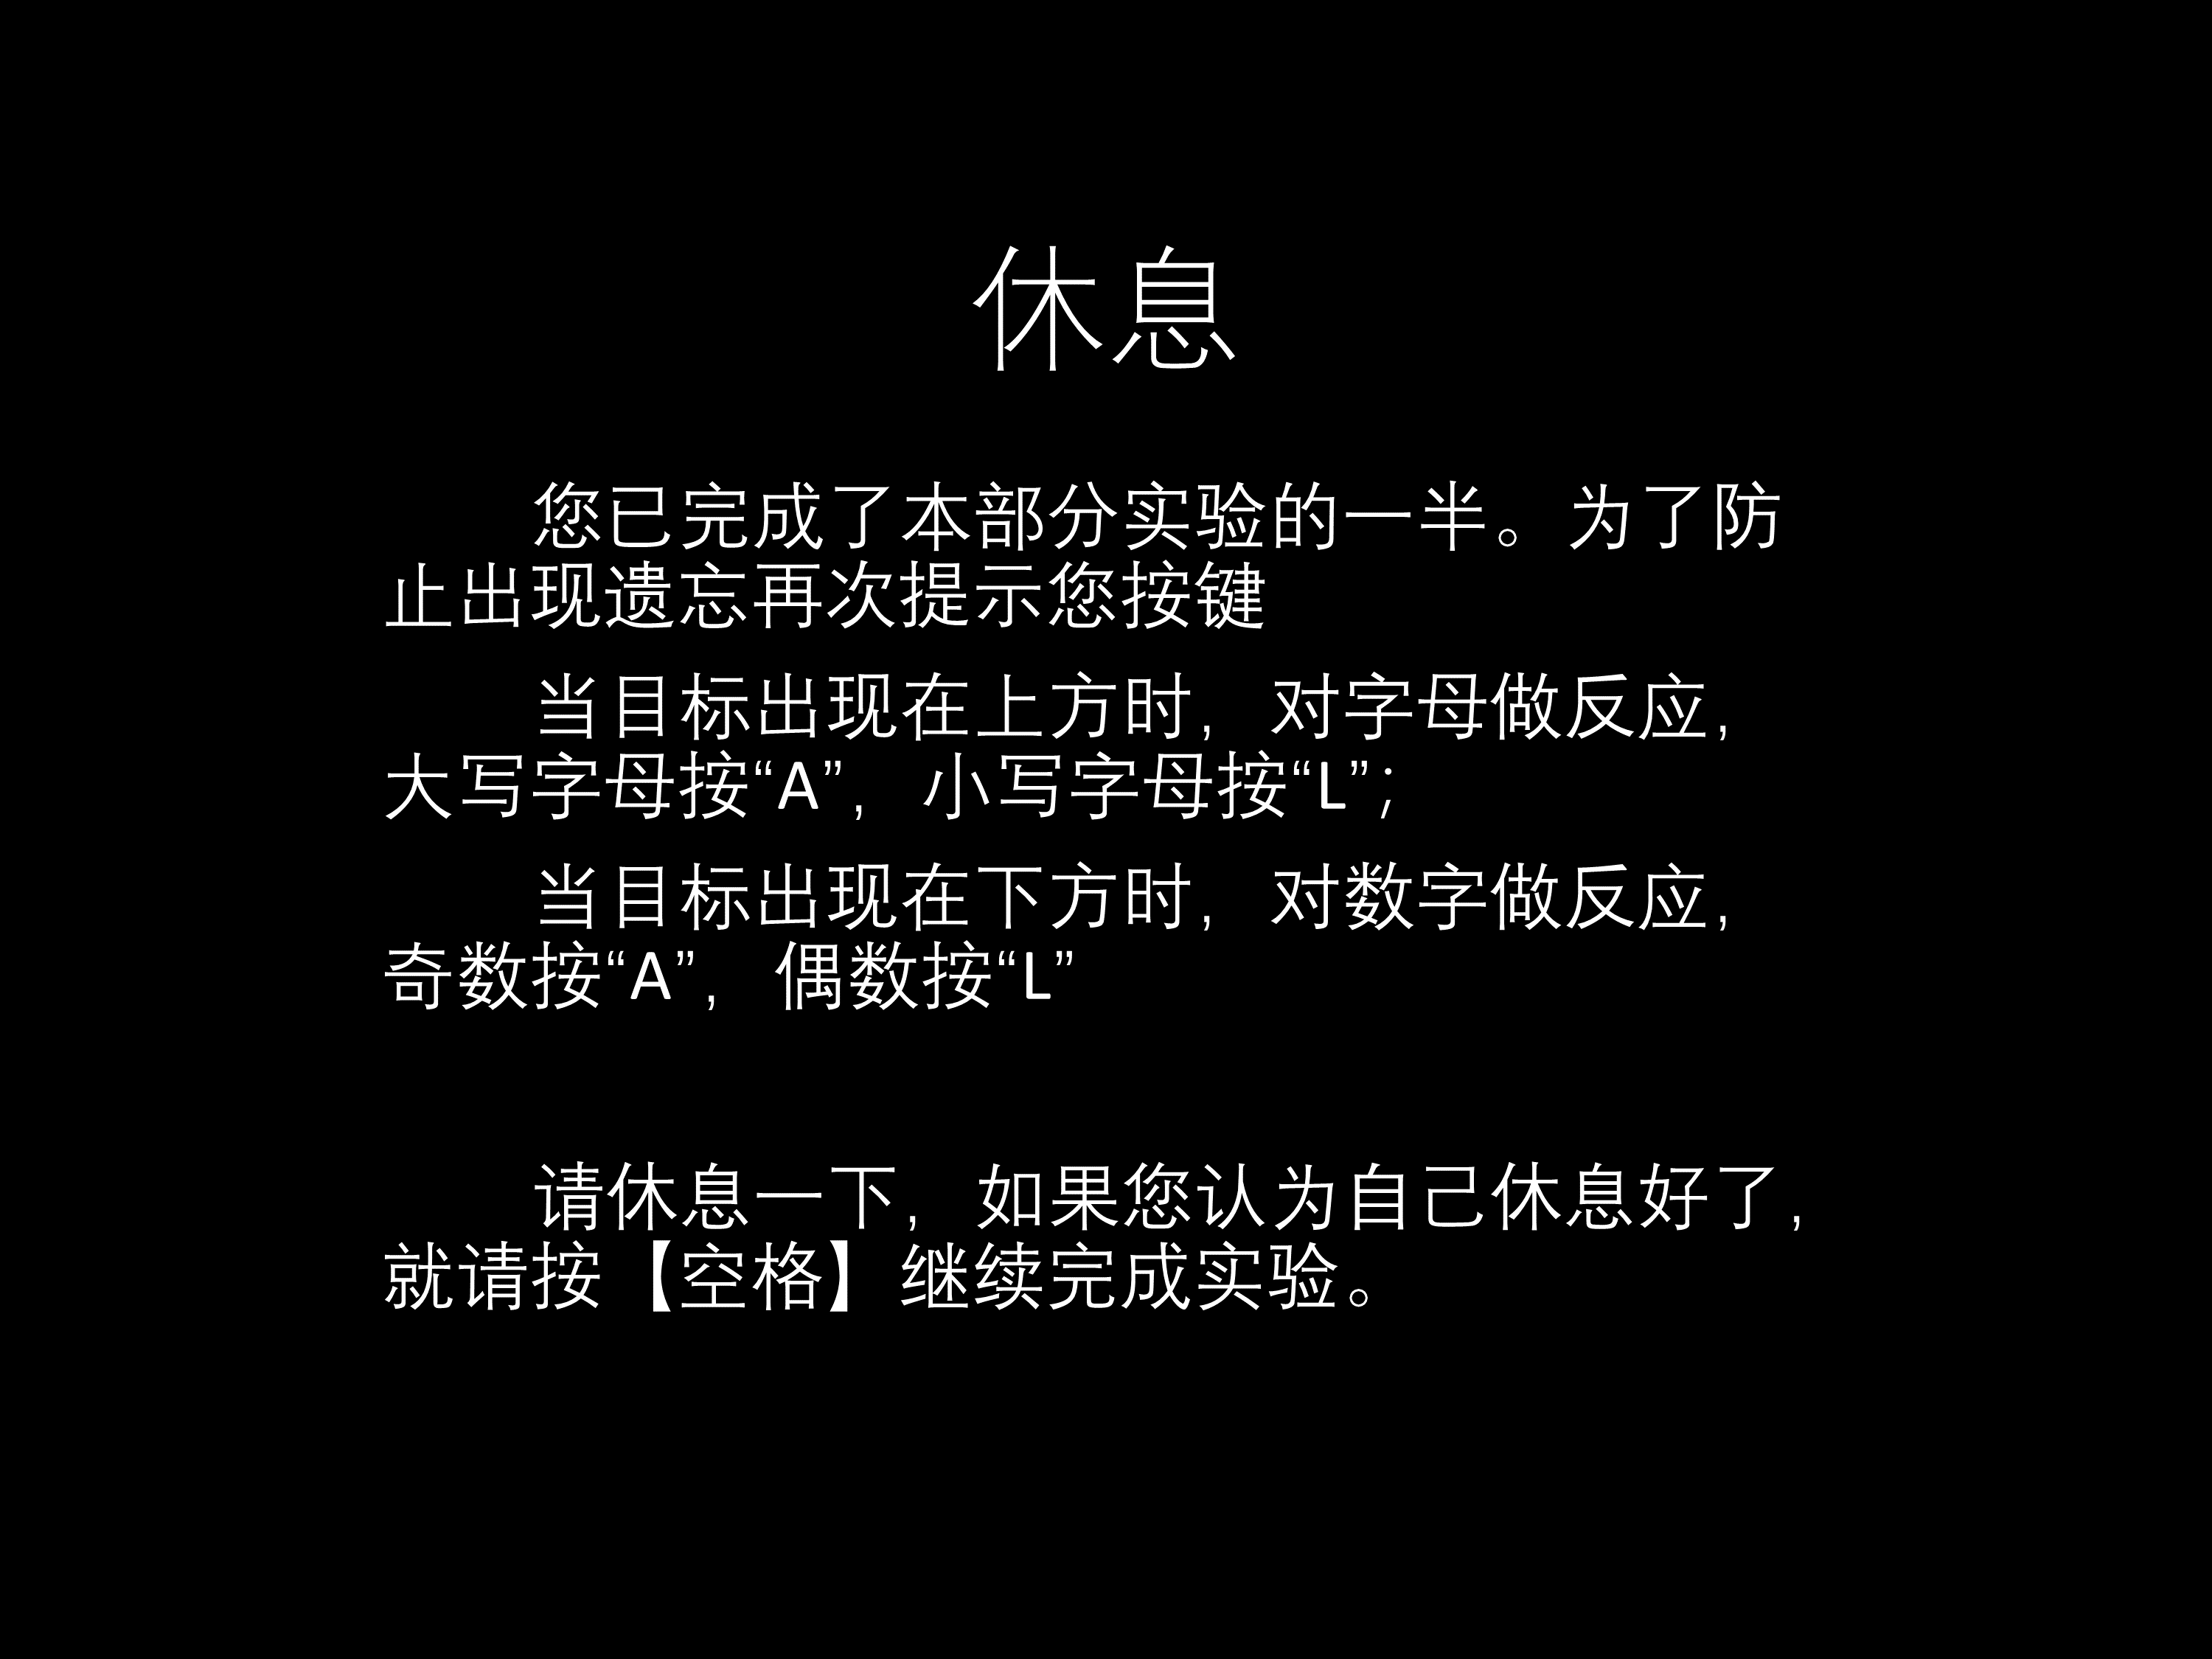 休息
您已完成了本部分实验的一半。为了防
止出现遗忘再次提示您按键
当目标出现在上方时，对字母做反应，
大写字母按“A”，小写字母按“L”；
当目标出现在下方时，对数字做反应，
奇数按“A”，偶数按“L”
请休息一下，如果您认为自己休息好了，
就请按【空格】继续完成实验。